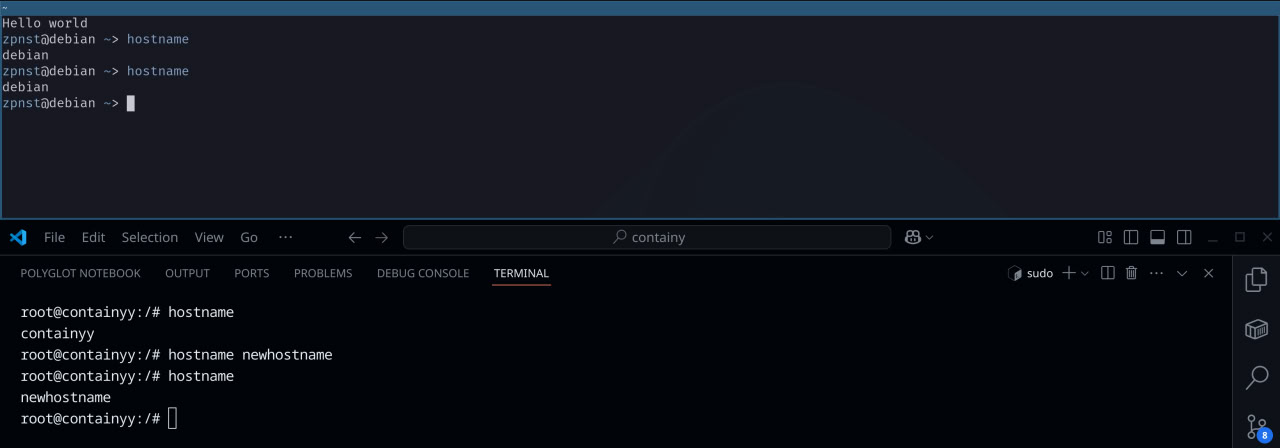 ~
Hello world
zpnst@debian ~> hostname
debian
zpnst@debian ~> hostname
debian
zpnst@debian ~>
File Edit Selection View Go ··· containy
POLYGLOT NOTEBOOK OUTPUT PORTS PROBLEMS DEBUG CONSOLE TERMINAL sudo
root@containyy:/# hostname
containyy
root@containyy:/# hostname newhostname
root@containyy:/# hostname
newhostname
root@containyy:/#
8